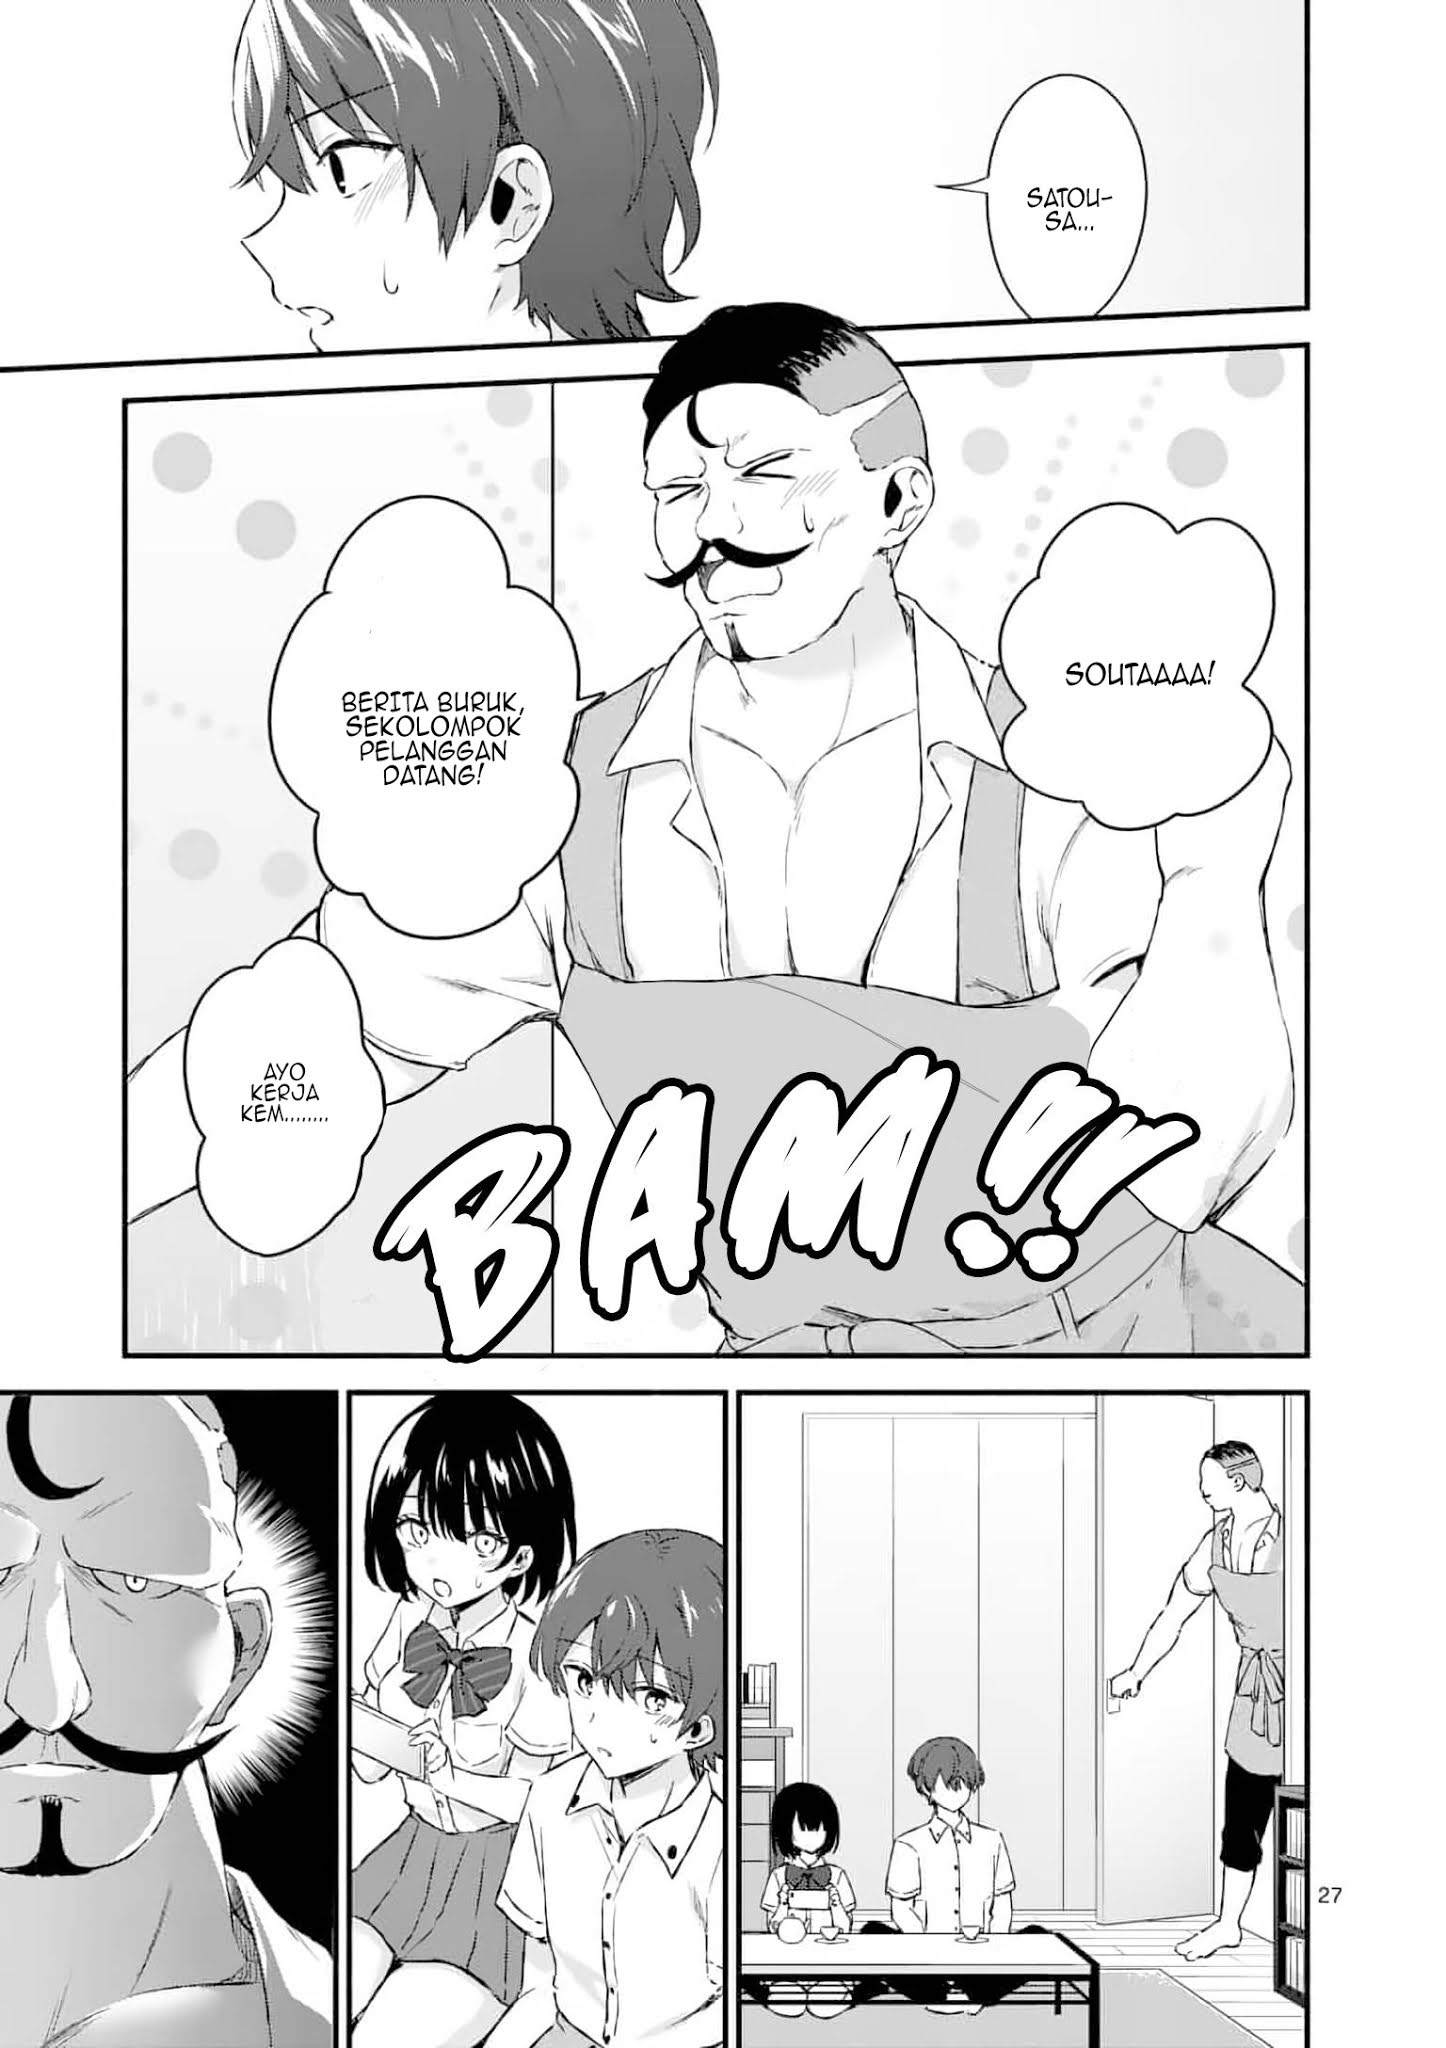 SATOU-
SA...
SOUTAAAA!
BERITA BURUK,
SEKOLOMPOK
PELANGGAN
DATANG!
AYO
KERJA
KEM........
BAM!!
27